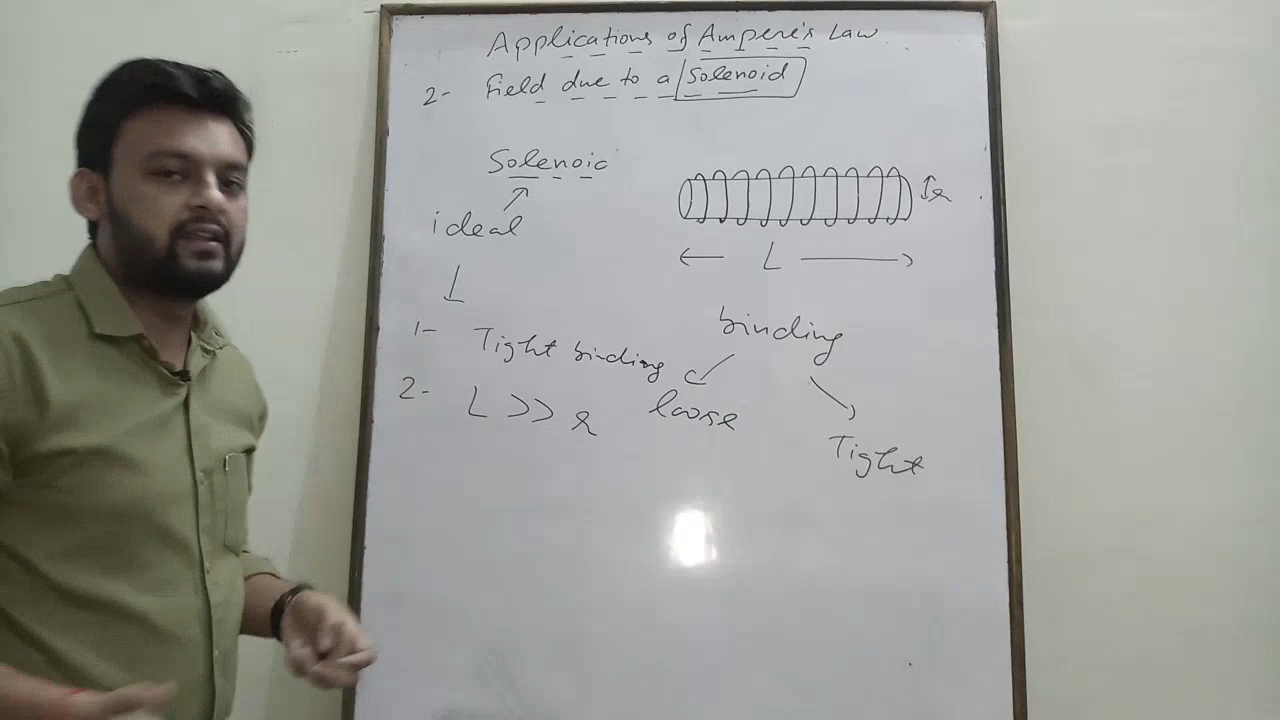 Applications of Ampere's Law
2- Field due to a Solenoid
Solenoid
ideal
L
1- Tight binding
2- L >> r
binding
loose
Tight